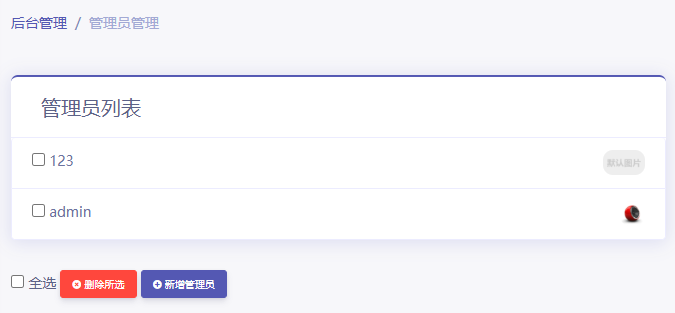 后台管理 / 管理员管理
管理员列表
123
默认图片
admin
全选 删除所选 新增管理员